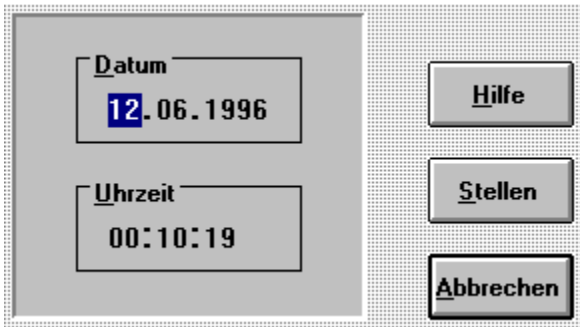 Datum
12.06.1996
Uhrzeit
00:10:19
Hilfe
Stellen
Abbrechen